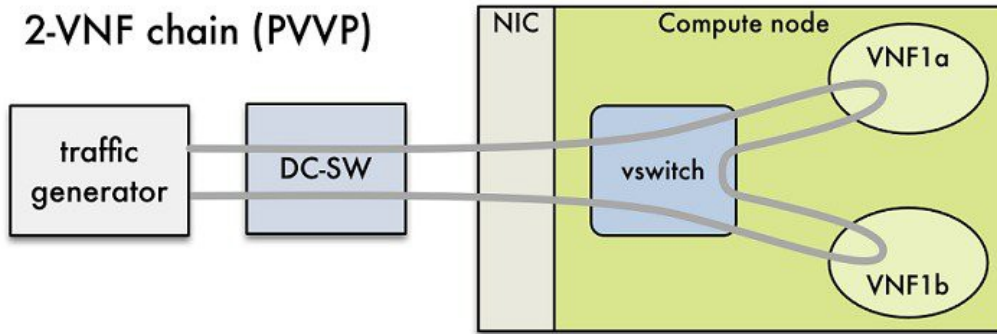 2-VNF chain (PVVP)
NIC
Compute node
VNF1a
traffic
generator
DC-SW
vswitch
VNF1b